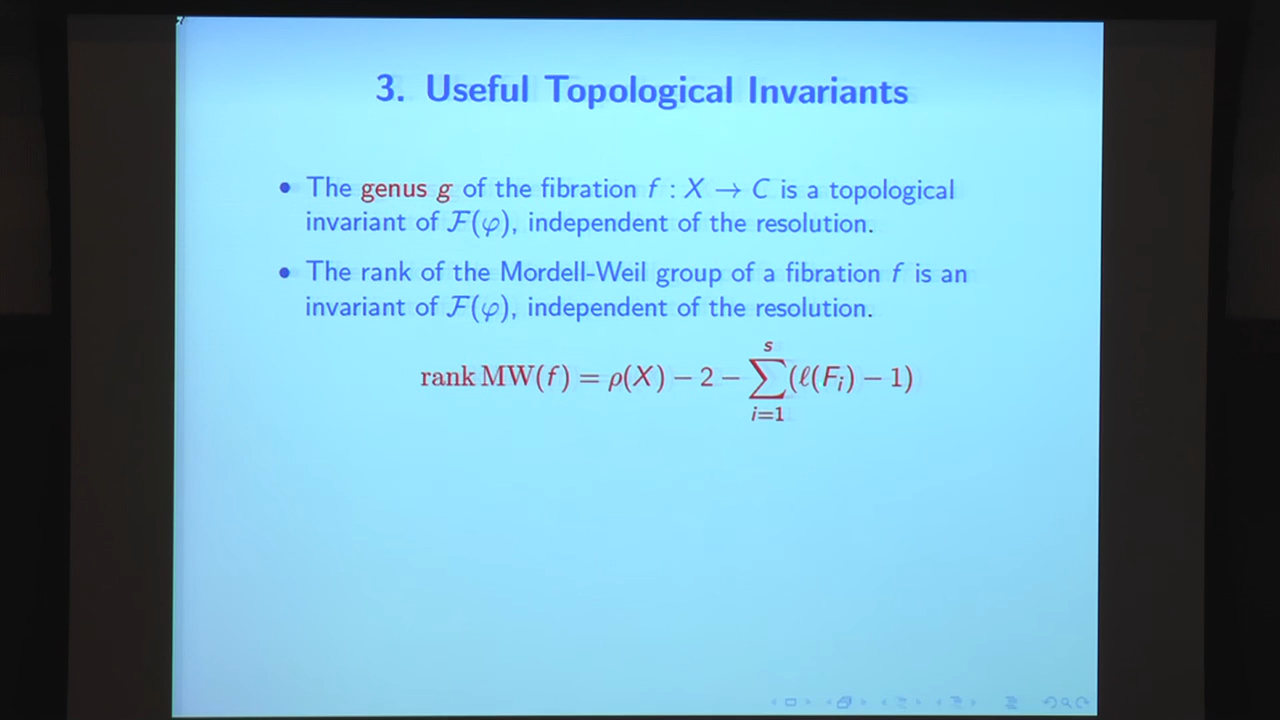 3. Useful Topological Invariants
• The genus g of the fibration f : X → C is a topological
invariant of F(φ), independent of the resolution.
• The rank of the Mordell-Weil group of a fibration f is an
invariant of F(φ), independent of the resolution.
rank MW(f) = ρ(X) − 2 − ∑_{i=1}^{s} (ℓ(F_i) − 1)